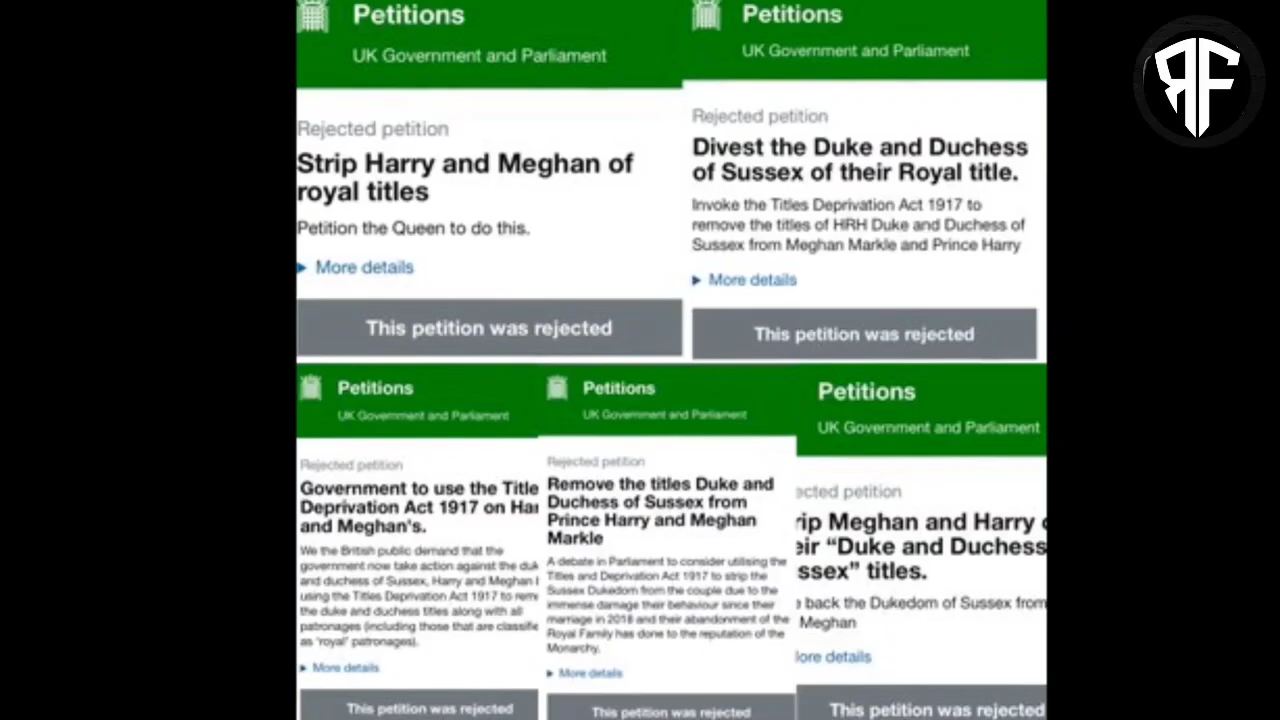 Petitions
UK Government and Parliament
Rejected petition
Strip Harry and Meghan of
royal titles
Petition the Queen to do this.
More details
This petition was rejected
Petitions
UK Government and Parliament
Rejected petition
Divest the Duke and Duchess
of Sussex of their Royal title.
Invoke the Titles Deprivation Act 1917 to
remove the titles of HRH Duke and Duchess of
Sussex from Meghan Markle and Prince Harry
More details
This petition was rejected
Petitions
UK Government and Parliament
Rejected petition
Government to use the Title
Deprivation Act 1917 on Har
and Meghan's.
We the British public demand that the
government now take action against the duk
and duchess of Sussex, Harry and Meghan
using the Titles Deprivation Act 1917 to rem
the duke and duchess titles along with all
patronages (including those that are classifie
as 'royal' patronages).
More details
This petition was rejected
Petitions
UK Government and Parliament
Rejected petition
Remove the titles Duke and
Duchess of Sussex from
Prince Harry and Meghan
Markle
A debate in Parliament to consider utilising the
Titles and Deprivation Act 1917 to strip the
Sussex Dukedom from the couple due to the
immense damage their behaviour since their
marriage in 2018 and their abandonment of the
Royal Family has done to the reputation of the
Monarchy.
More details
This petition was rejected
Petitions
UK Government and Parliament
ected petition
rip Meghan and Harry
eir “Duke and Duchess
ssex” titles.
back the Dukedom of Sussex from
Meghan
ore details
This petition was rejected
RF